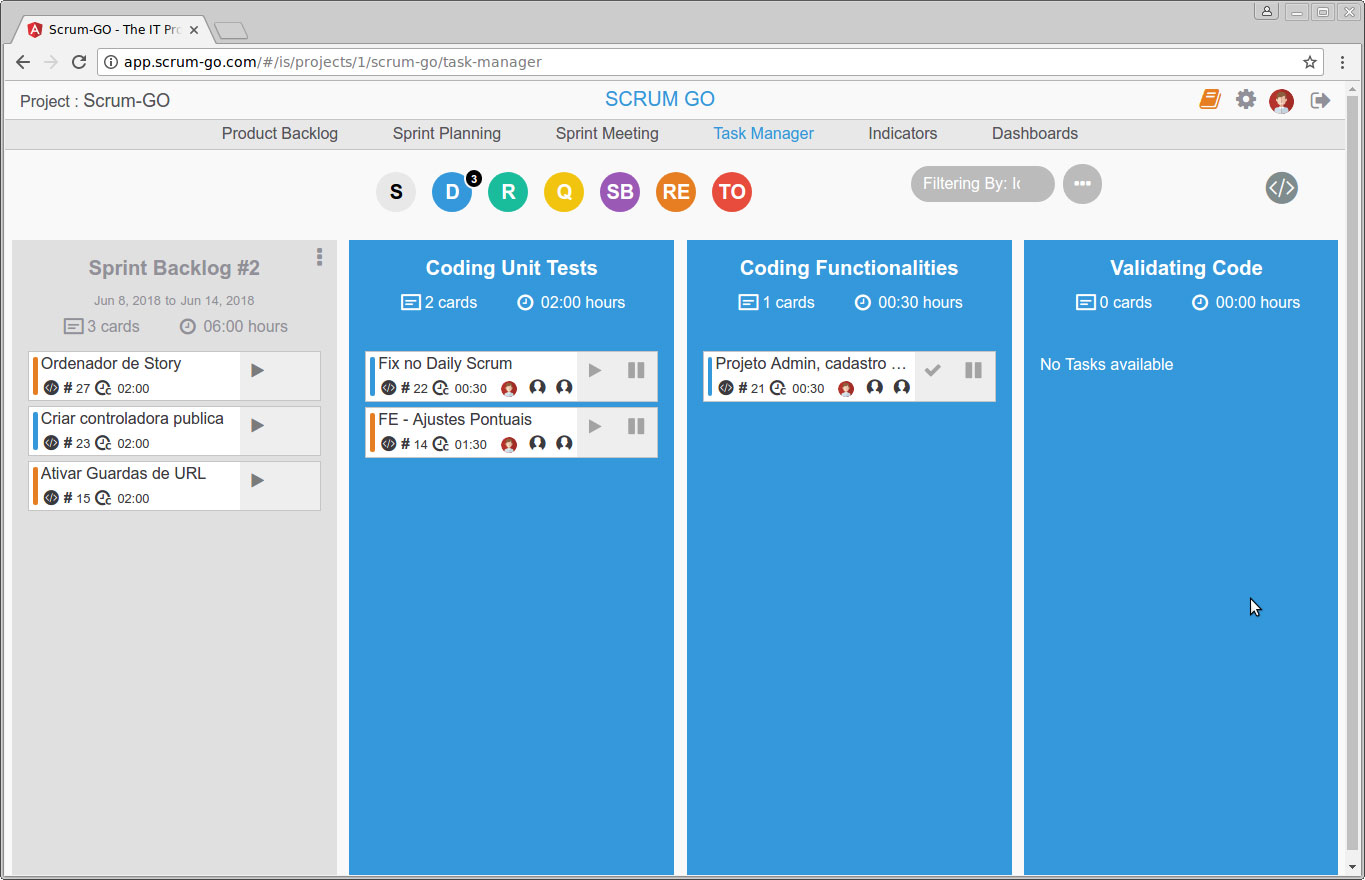 Scrum-GO - The IT Pro
app.scrum-go.com/#/is/projects/1/scrum-go/task-manager
Project : Scrum-GO
SCRUM GO
Product Backlog Sprint Planning Sprint Meeting Task Manager Indicators Dashboards
S D 3 R Q SB RE TO
Filtering By:
Sprint Backlog #2
Jun 8, 2018 to Jun 14, 2018
3 cards 06:00 hours
Ordenador de Story
# 27 02:00
Criar controladora publica
# 23 02:00
Ativar Guardas de URL
# 15 02:00
Coding Unit Tests
2 cards 02:00 hours
Fix no Daily Scrum
# 22 00:30
FE - Ajustes Pontuais
# 14 01:30
Coding Functionalities
1 cards 00:30 hours
Projeto Admin, cadastro ...
# 21 00:30
Validating Code
0 cards 00:00 hours
No Tasks available